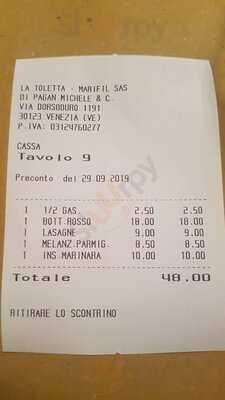 LA TOLETTA - MARIFIL SAS
DI PAGAN MICHELE & C.
VIA DORSODURO 1191
30123 VENEZIA (VE)
P.IVA: 03124760277
CASSA
Tavolo 9
Preconto del 29.09.2019
1 1/2 GAS. 2.50 2.50
1 BOTT.ROSSO 18.00 18.00
1 LASAGNE 9.00 9.00
1 MELANZ.PARMIG. 8.50 8.50
1 INS.MARINARA 10.00 10.00
Totale 48.00
RITIRARE LO SCONTRINO